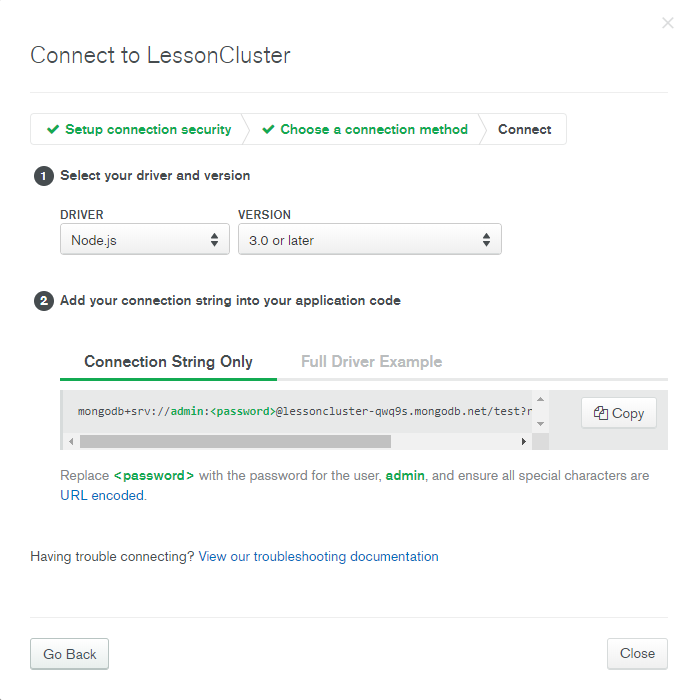 Connect to LessonCluster
Setup connection security Choose a connection method Connect
1 Select your driver and version
DRIVER VERSION
Node.js 3.0 or later
2 Add your connection string into your application code
Connection String Only Full Driver Example
mongodb+srv://admin:<password>@lessoncluster-qwq9s.mongodb.net/test?r
Copy
Replace <password> with the password for the user, admin, and ensure all special characters are
URL encoded.
Having trouble connecting? View our troubleshooting documentation
Go Back Close